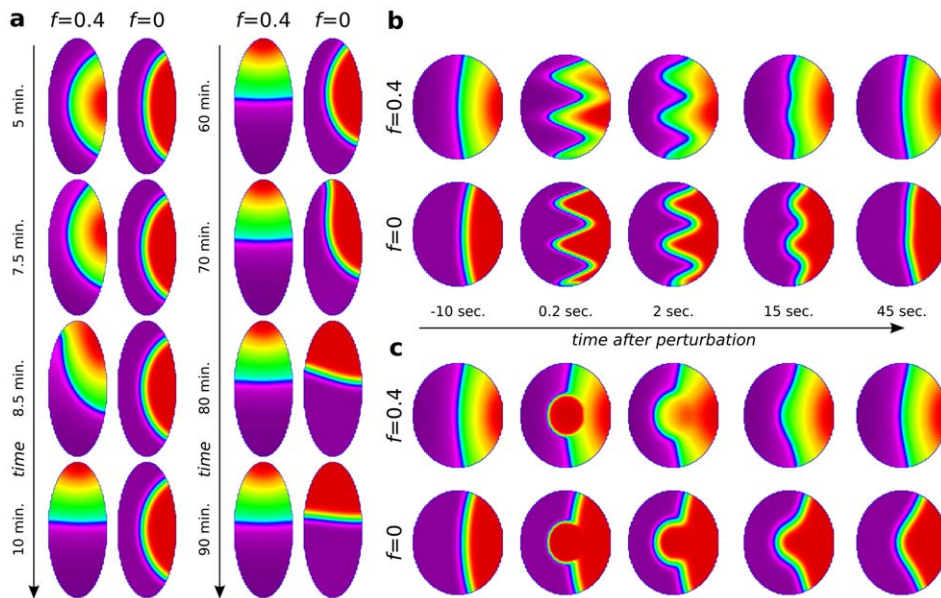 a
f=0.4 f=0 f=0.4 f=0
5 min.
7.5 min.
8.5 min.
10 min.
time
60 min.
70 min.
80 min.
90 min.
time
b
f=0.4
f=0
-10 sec. 0.2 sec. 2 sec. 15 sec. 45 sec.
time after perturbation
c
f=0.4
f=0